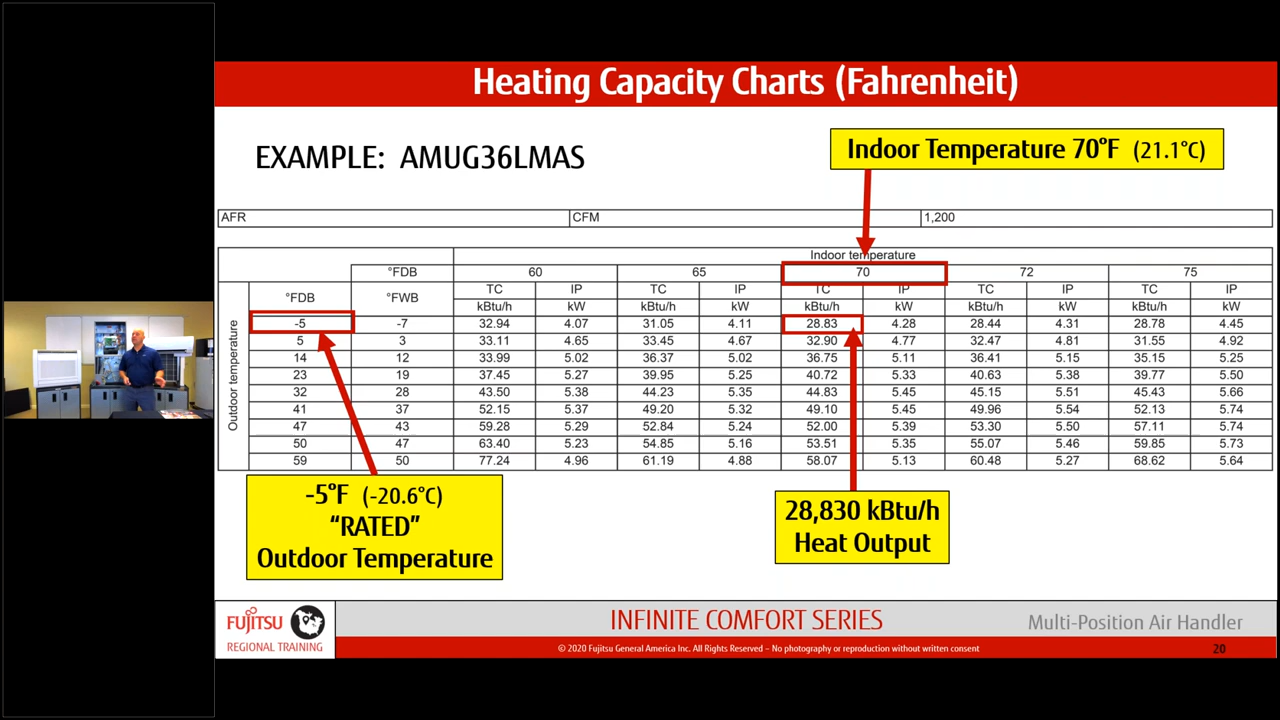 Heating Capacity Charts (Fahrenheit)
EXAMPLE: AMUG36LMAS
Indoor Temperature 70°F (21.1°C)
AFR CFM 1,200
Indoor temperature
°FDB 60 65 70 72 75
°FDB °FWB TC IP TC IP TC IP TC IP TC IP
kBtu/h kW kBtu/h kW kBtu/h kW kBtu/h kW kBtu/h kW
Outdoor temperature
-5 -7 32.94 4.07 31.05 4.11 28.83 4.28 28.44 4.31 28.78 4.45
5 3 33.11 4.65 33.45 4.67 32.90 4.77 32.47 4.81 31.55 4.92
14 12 33.99 5.02 36.37 5.02 36.75 5.11 36.41 5.15 35.15 5.25
23 19 37.45 5.27 39.95 5.25 40.72 5.33 40.63 5.38 39.77 5.50
32 28 43.50 5.38 44.23 5.35 44.83 5.45 45.15 5.51 45.43 5.66
41 37 52.15 5.37 49.20 5.32 49.10 5.45 49.96 5.54 52.13 5.74
47 43 59.28 5.29 52.84 5.24 52.00 5.39 53.30 5.50 57.11 5.74
50 47 63.40 5.23 54.85 5.16 53.51 5.35 55.07 5.46 59.85 5.73
59 50 77.24 4.96 61.19 4.88 58.07 5.13 60.48 5.27 68.62 5.64
-5°F (-20.6°C)
“RATED”
Outdoor Temperature
28,830 kBtu/h
Heat Output
FUJITSU
REGIONAL TRAINING
INFINITE COMFORT SERIES
Multi-Position Air Handler
© 2020 Fujitsu General America Inc. All Rights Reserved – No photography or reproduction without written consent
20